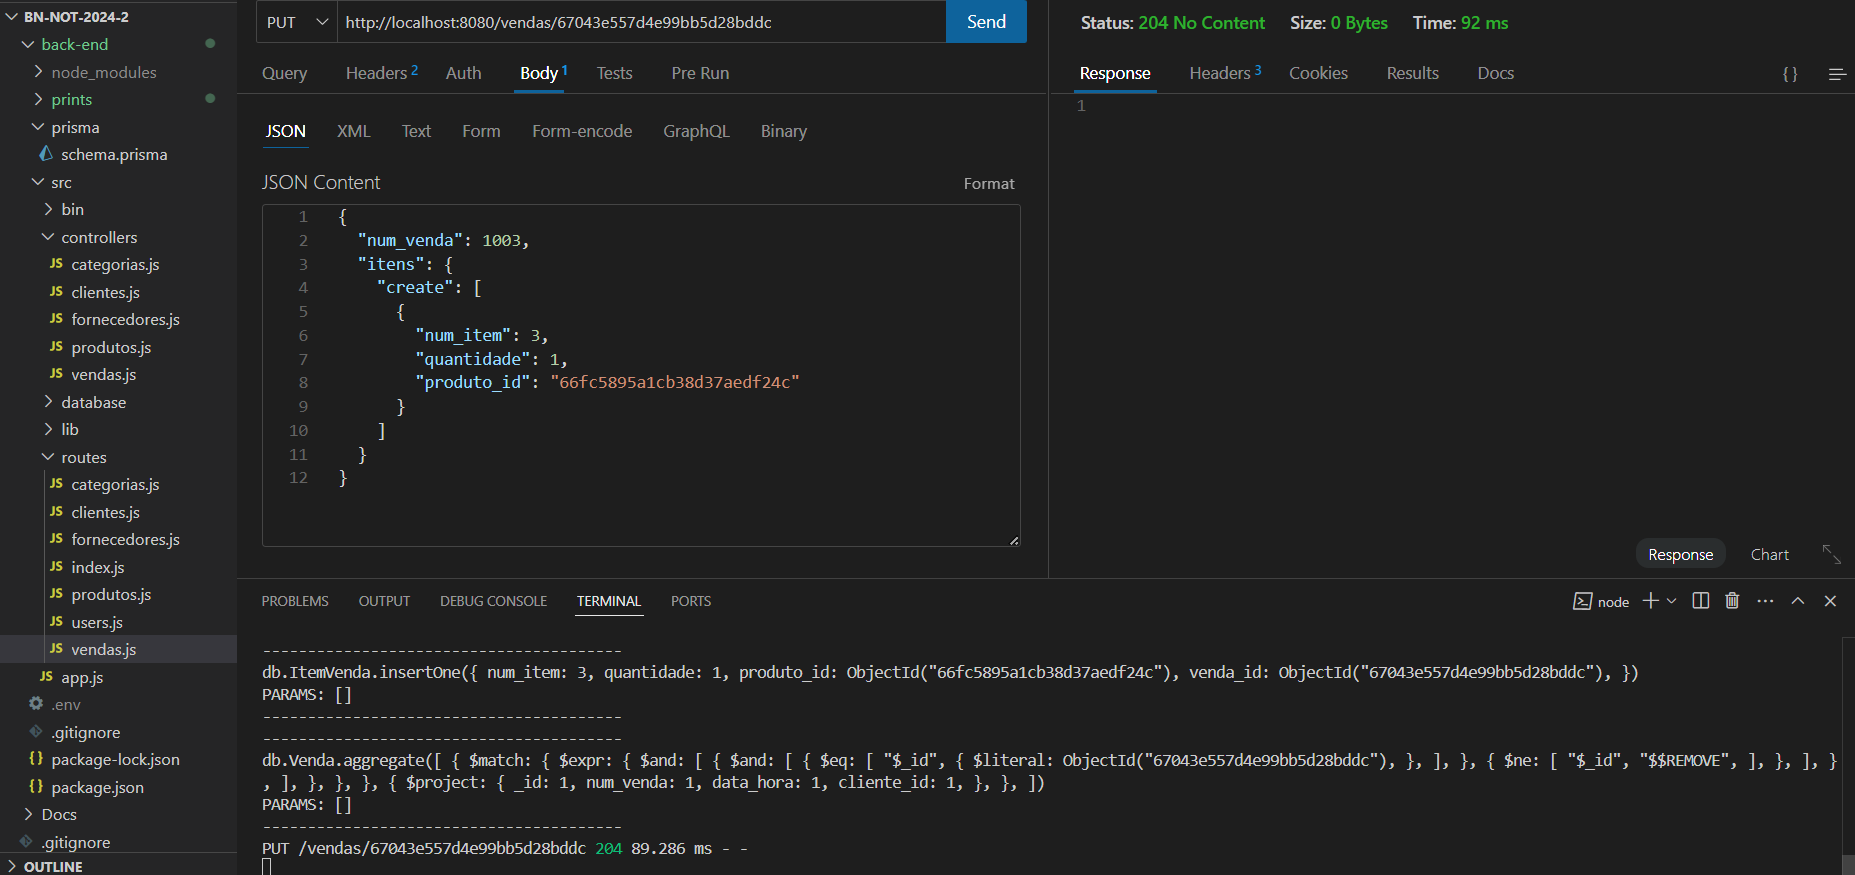 BN-NOT-2024-2
back-end
node_modules
prints
prisma
schema.prisma
src
bin
controllers
JS categorias.js
JS clientes.js
JS fornecedores.js
JS produtos.js
JS vendas.js
database
lib
routes
JS categorias.js
JS clientes.js
JS fornecedores.js
JS index.js
JS produtos.js
JS users.js
JS vendas.js
JS app.js
.env
.gitignore
{} package-lock.json
{} package.json
Docs
.gitignore
OUTLINE
PUT http://localhost:8080/vendas/67043e557d4e99bb5d28bddc Send
Query Headers 2 Auth Body 1 Tests Pre Run
JSON XML Text Form Form-encode GraphQL Binary
JSON Content Format
1 {
2 "num_venda": 1003,
3 "itens": {
4 "create": [
5 {
6 "num_item": 3,
7 "quantidade": 1,
8 "produto_id": "66fc5895a1cb38d37aedf24c"
9 }
10 ]
11 }
12 }
Status: 204 No Content Size: 0 Bytes Time: 92 ms
Response Headers 3 Cookies Results Docs {}
1
Response Chart
PROBLEMS OUTPUT DEBUG CONSOLE TERMINAL PORTS node
----------------------------------------
db.ItemVenda.insertOne({ num_item: 3, quantidade: 1, produto_id: ObjectId("66fc5895a1cb38d37aedf24c"), venda_id: ObjectId("67043e557d4e99bb5d28bddc"), })
PARAMS: []
----------------------------------------
----------------------------------------
db.Venda.aggregate([ { $match: { $expr: { $and: [ { $and: [ { $eq: [ "$_id", { $literal: ObjectId("67043e557d4e99bb5d28bddc"), }, ], }, { $ne: [ "$_id", "$$REMOVE", ], }, ], }
, ], }, }, }, { $project: { _id: 1, num_venda: 1, data_hora: 1, cliente_id: 1, }, }, ])
PARAMS: []
----------------------------------------
PUT /vendas/67043e557d4e99bb5d28bddc 204 89.286 ms - -